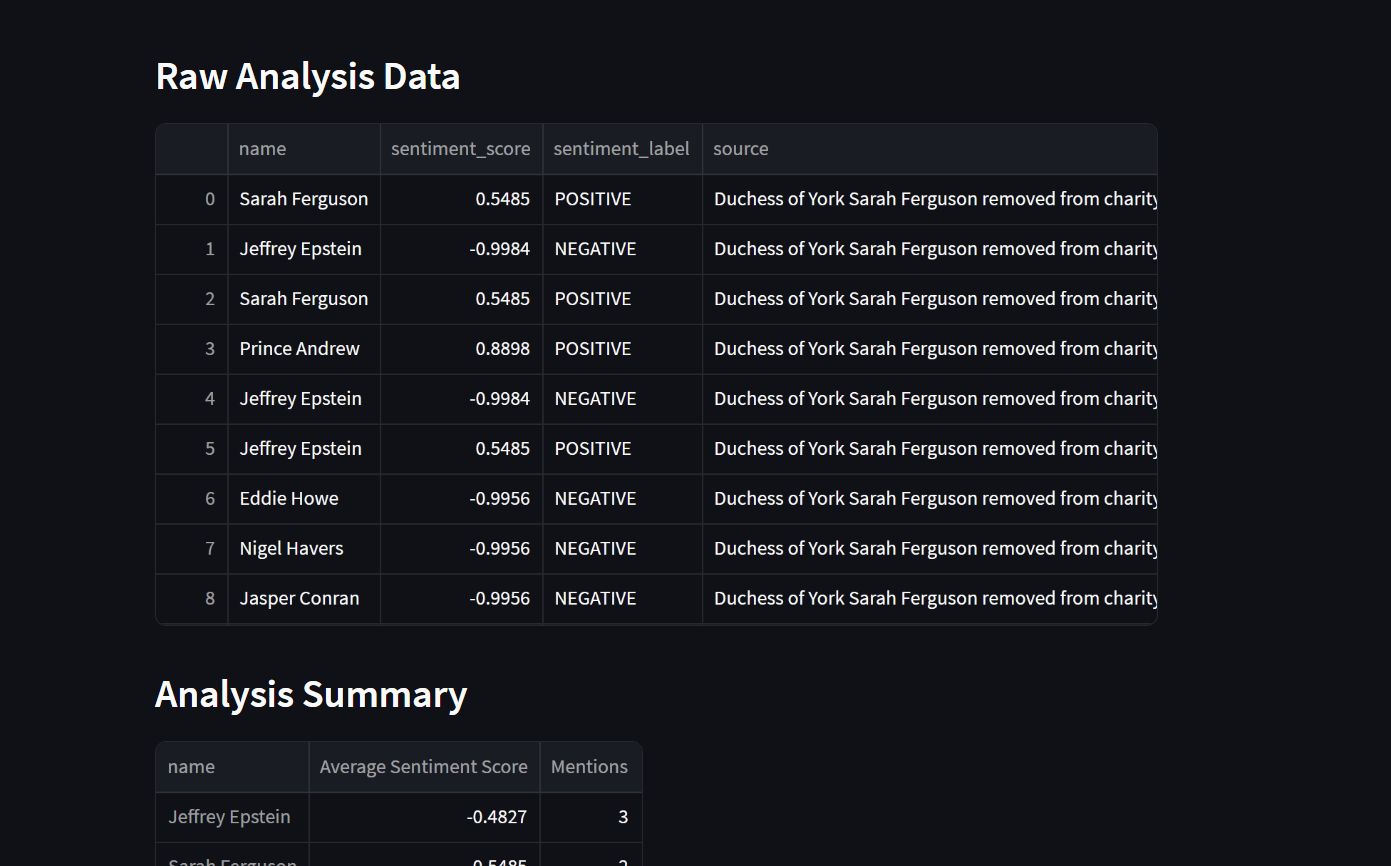 Raw Analysis Data
name sentiment_score sentiment_label source
0 Sarah Ferguson 0.5485 POSITIVE Duchess of York Sarah Ferguson removed from charity
1 Jeffrey Epstein -0.9984 NEGATIVE Duchess of York Sarah Ferguson removed from charity
2 Sarah Ferguson 0.5485 POSITIVE Duchess of York Sarah Ferguson removed from charity
3 Prince Andrew 0.8898 POSITIVE Duchess of York Sarah Ferguson removed from charity
4 Jeffrey Epstein -0.9984 NEGATIVE Duchess of York Sarah Ferguson removed from charity
5 Jeffrey Epstein 0.5485 POSITIVE Duchess of York Sarah Ferguson removed from charity
6 Eddie Howe -0.9956 NEGATIVE Duchess of York Sarah Ferguson removed from charity
7 Nigel Havers -0.9956 NEGATIVE Duchess of York Sarah Ferguson removed from charity
8 Jasper Conran -0.9956 NEGATIVE Duchess of York Sarah Ferguson removed from charity
Analysis Summary
name Average Sentiment Score Mentions
Jeffrey Epstein -0.4827 3
Sarah Ferguson 0.5485 2